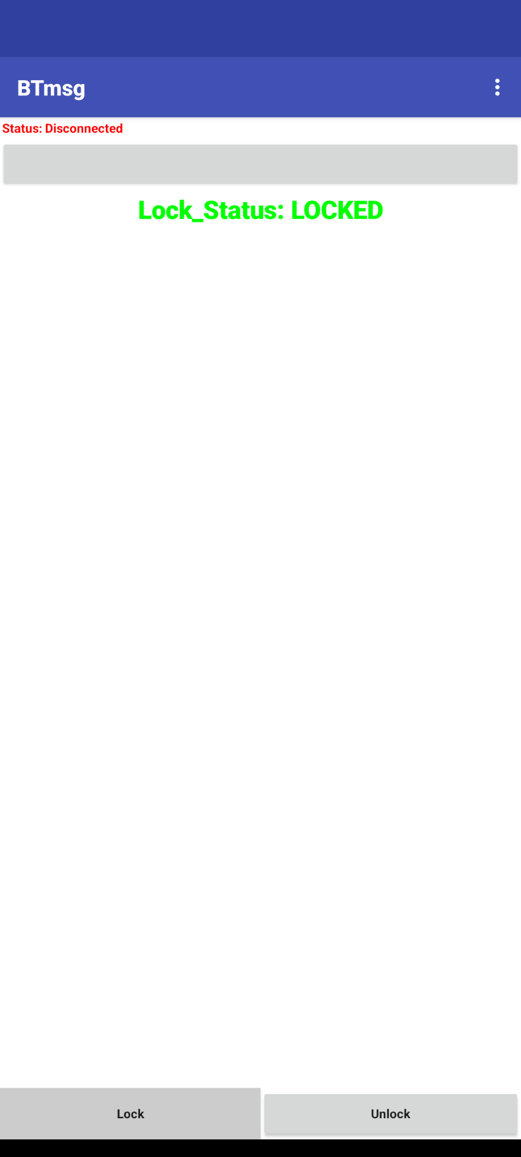 BTmsg
Status: Disconnected
Lock_Status: LOCKED
Lock
Unlock